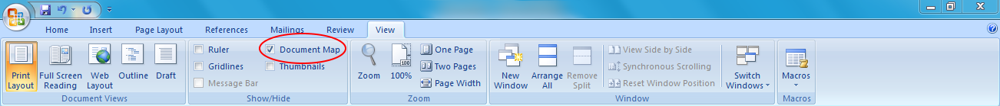 Home Insert Page Layout References Mailings Review View
Ruler Document Map One Page View Side by Side
Gridlines Thumbnails Two Pages Synchronous Scrolling
Message Bar Page Width Reset Window Position
Print Layout
Full Screen Reading
Web Layout
Outline
Draft
Zoom
100%
New Window
Arrange All
Remove Split
Switch Windows
Macros
Document Views Show/Hide Zoom Window Macros